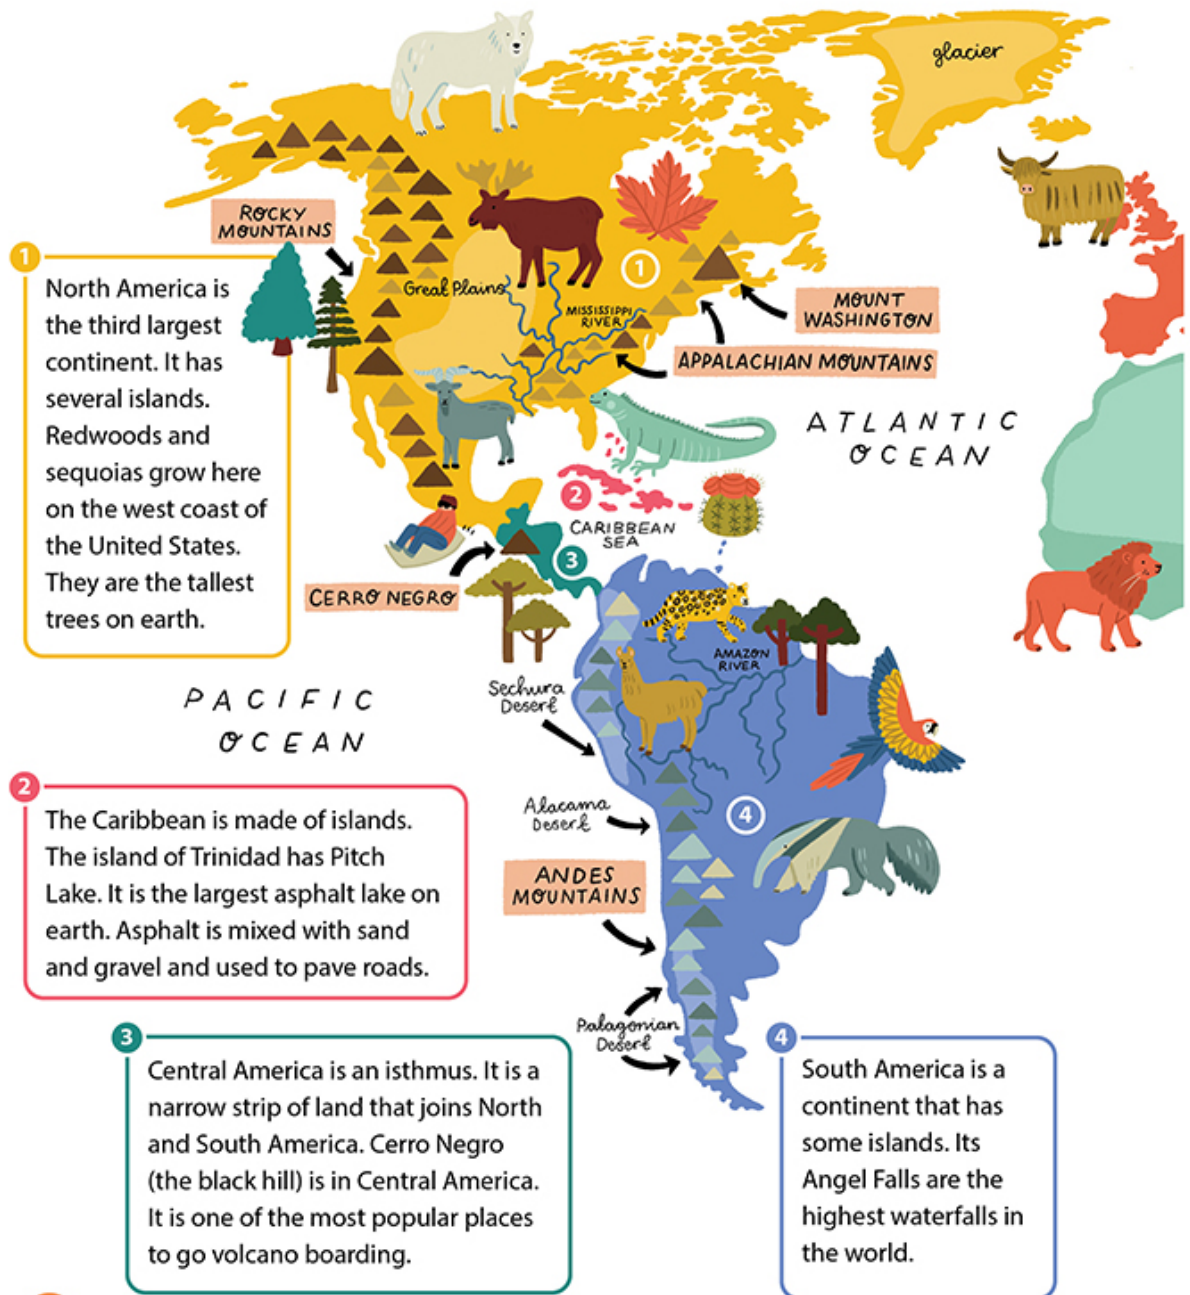 glacier
ROCKY
MOUNTAINS
1
North America is
the third largest
continent. It has
several islands.
Redwoods and
sequoias grow here
on the west coast of
the United States.
They are the tallest
trees on earth.
Great Plains
MISSISSIPPI
RIVER
1
MOUNT
WASHINGTON
APPALACHIAN MOUNTAINS
ATLANTIC
OCEAN
2
CARIBBEAN
SEA
3
CERRO NEGRO
AMAZON
RIVER
Sechura
Desert
PACIFIC
OCEAN
2
The Caribbean is made of islands.
The island of Trinidad has Pitch
Lake. It is the largest asphalt lake on
earth. Asphalt is mixed with sand
and gravel and used to pave roads.
Atacama
Desert
4
ANDES
MOUNTAINS
Patagonian
Desert
3
Central America is an isthmus. It is a
narrow strip of land that joins North
and South America. Cerro Negro
(the black hill) is in Central America.
It is one of the most popular places
to go volcano boarding.
4
South America is a
continent that has
some islands. Its
Angel Falls are the
highest waterfalls in
the world.